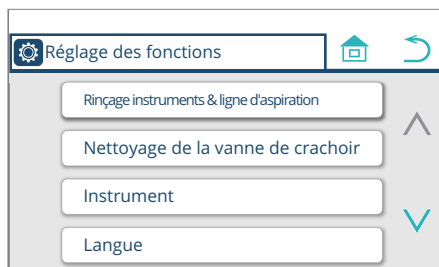 Réglage des fonctions
Rinçage instruments & ligne d'aspiration
Nettoyage de la vanne de crachoir
Instrument
Langue